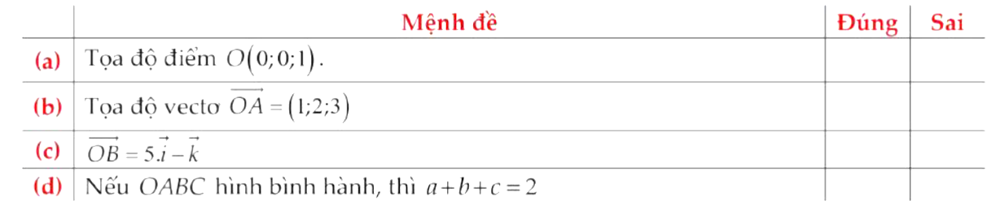 Mệnh đề Đúng Sai
(a) Tọa độ điểm O(0;0;1).
(b) Tọa độ vectơ \overrightarrow{OA} = (1;2;3)
(c) \overrightarrow{OB} = 5.\vec{i} − \vec{k}
(d) Nếu OABC hình bình hành, thì a+b+c=2